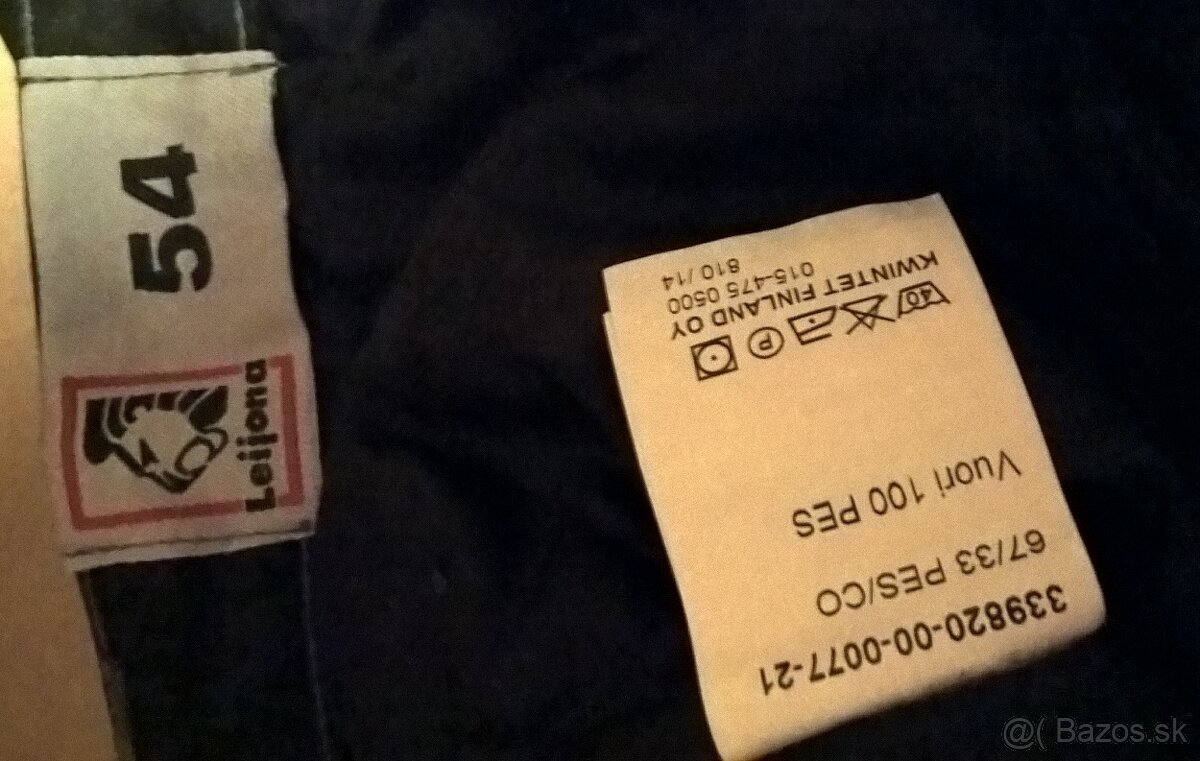 54
Leijona
339820-00-0077-21
67/33 PES/CO
Vuori 100 PES
40 P
KWINTET FINLAND OY
015-475 0500
810 /14
@( Bazos.sk